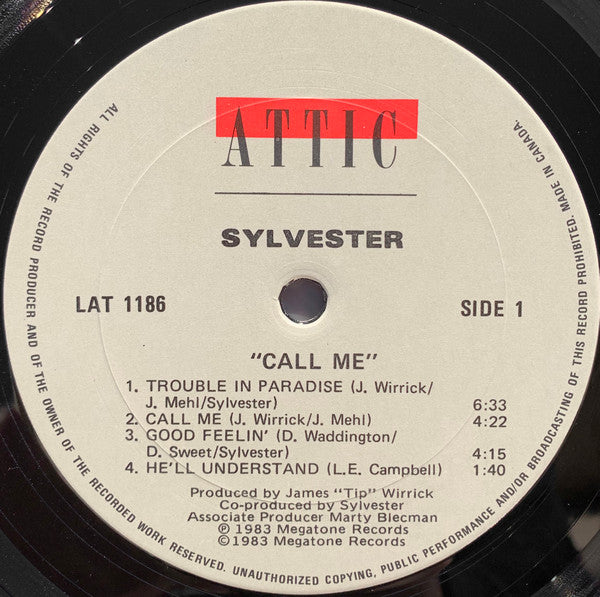 ATTIC
SYLVESTER
LAT 1186
SIDE 1
"CALL ME"
1. TROUBLE IN PARADISE (J. Wirrick/
J. Mehl/Sylvester) 6:33
2. CALL ME (J. Wirrick/J. Mehl) 4:22
3. GOOD FEELIN' (D. Waddington/
D. Sweet/Sylvester) 4:15
4. HE'LL UNDERSTAND (L.E. Campbell) 1:40
Produced by James "Tip" Wirrick
Co-produced by Sylvester
Associate Producer Marty Blecman
℗1983 Megatone Records
©1983 Megatone Records
ALL RIGHTS OF THE RECORD PRODUCER AND OF THE OWNER OF THE RECORDED WORK RESERVED. UNAUTHORIZED COPYING, PUBLIC PERFORMANCE AND/OR BROADCASTING OF THIS RECORD PROHIBITED. MADE IN CANADA.